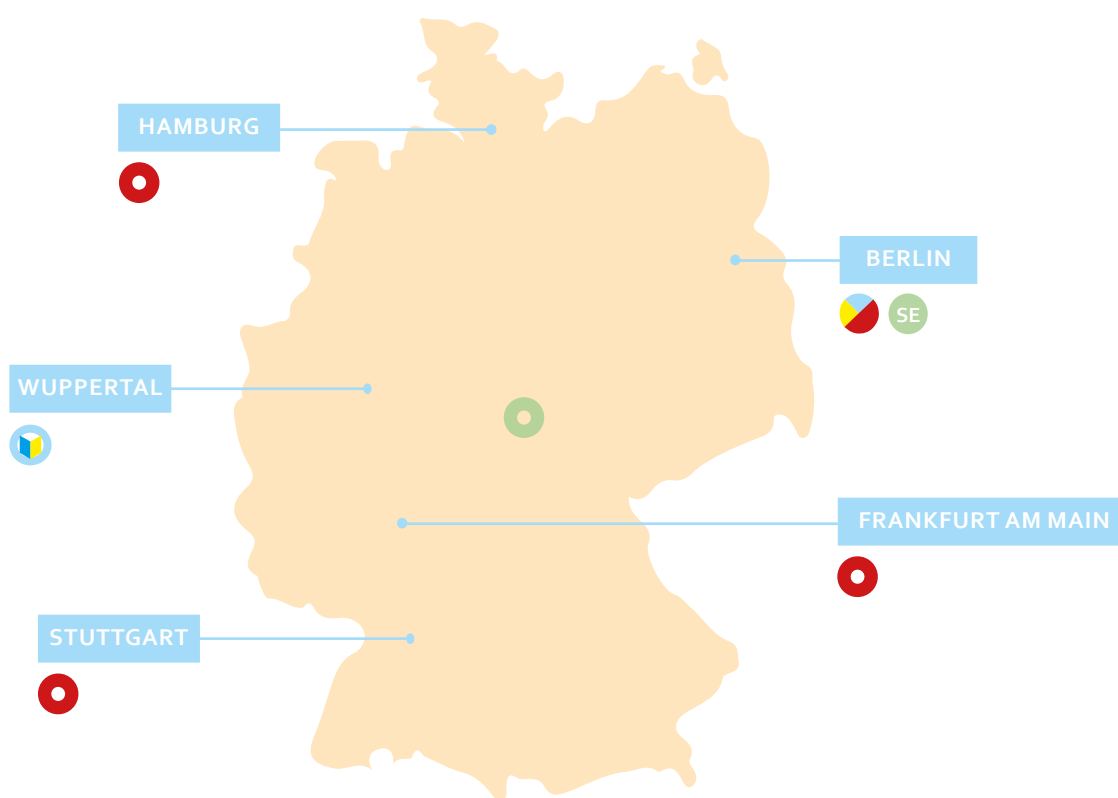 HAMBURG
BERLIN
SE
WUPPERTAL
FRANKFURT AM MAIN
STUTTGART